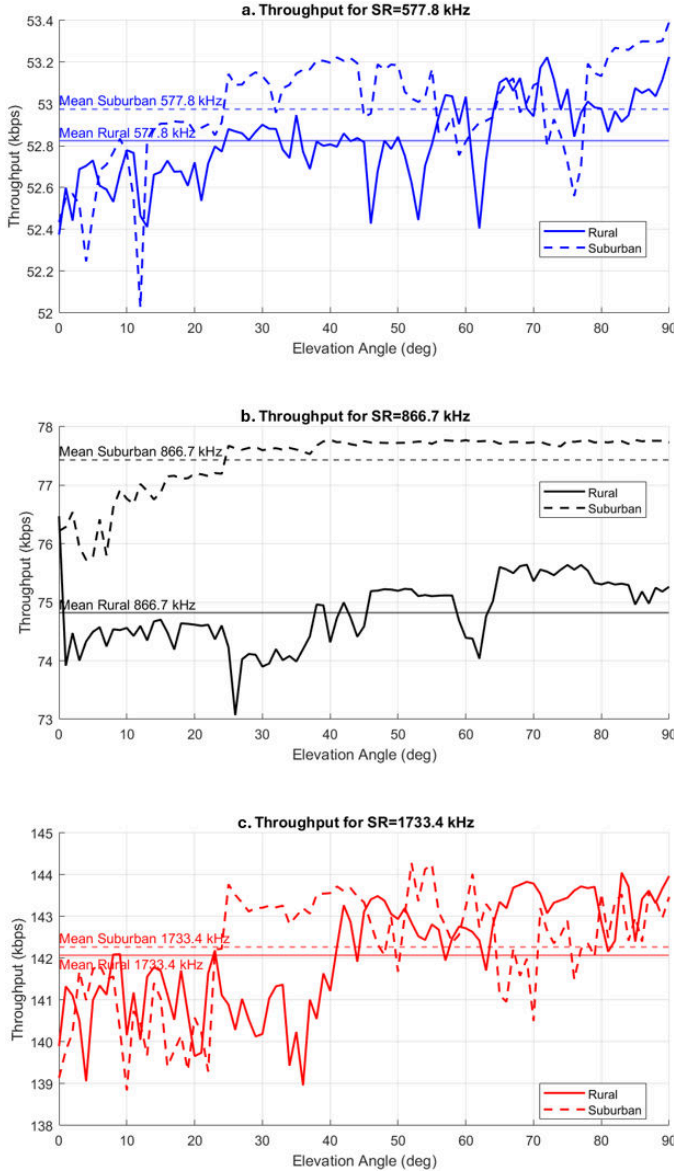 a. Throughput for SR=577.8 kHz
53.4
53.2
53
52.8
52.6
52.4
52.2
52
Throughput (kbps)
Mean Suburban 577.8 kHz
Mean Rural 577.8 kHz
Rural
Suburban
0 10 20 30 40 50 60 70 80 90
Elevation Angle (deg)
b. Throughput for SR=866.7 kHz
78
77
76
75
74
73
Throughput (kbps)
Mean Suburban 866.7 kHz
Rural
Suburban
Mean Rural 866.7 kHz
0 10 20 30 40 50 60 70 80 90
Elevation Angle (deg)
c. Throughput for SR=1733.4 kHz
145
144
143
142
141
140
139
138
Throughput (kbps)
Mean Suburban 1733.4 kHz
Mean Rural 1733.4 kHz
Rural
Suburban
0 10 20 30 40 50 60 70 80 90
Elevation Angle (deg)